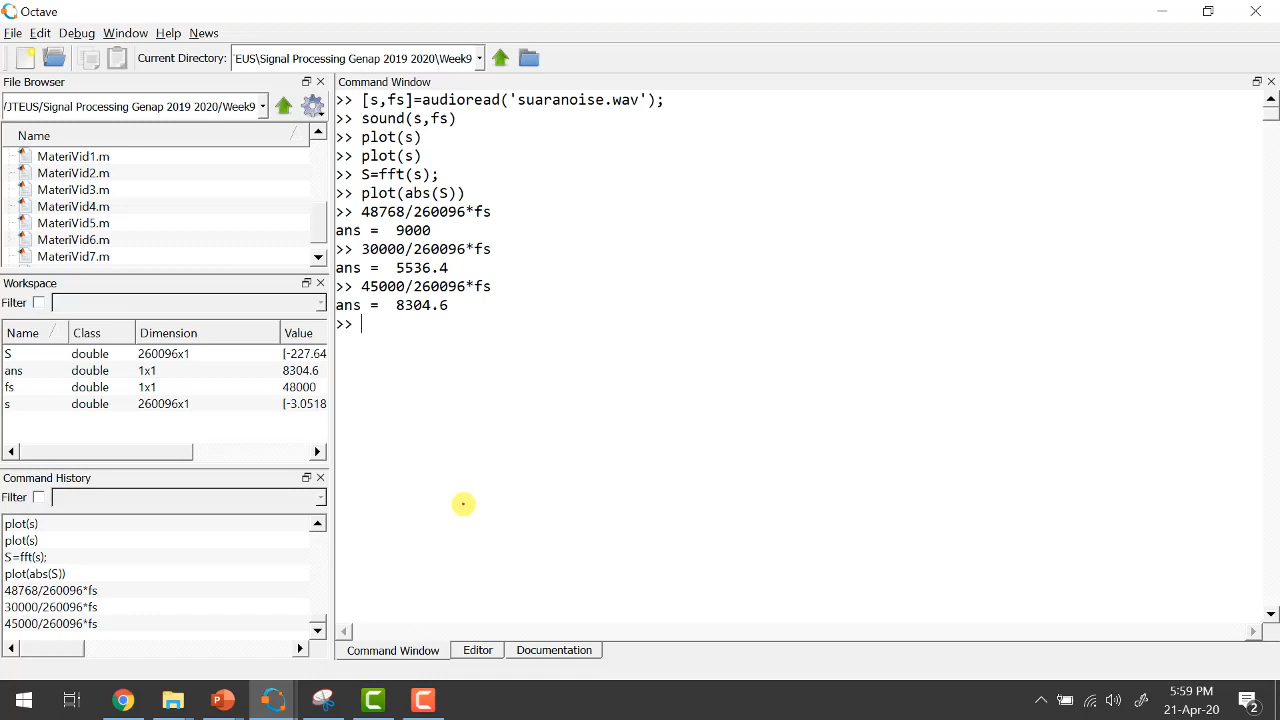 Octave
File Edit Debug Window Help News
Current Directory: EUS\Signal Processing Genap 2019 2020\Week9
File Browser
/JTEUS/Signal Processing Genap 2019 2020/Week9
Name
MateriVid1.m
MateriVid2.m
MateriVid3.m
MateriVid4.m
MateriVid5.m
MateriVid6.m
MateriVid7.m
Workspace
Filter
Name Class Dimension Value
S double 260096x1 [-227.64
ans double 1x1 8304.6
fs double 1x1 48000
s double 260096x1 [-3.0518
Command History
Filter
plot(s)
plot(s)
S=fft(s);
plot(abs(S))
48768/260096*fs
30000/260096*fs
45000/260096*fs
Command Window
>> [s,fs]=audioread('suaranoise.wav');
>> sound(s,fs)
>> plot(s)
>> plot(s)
>> S=fft(s);
>> plot(abs(S))
>> 48768/260096*fs
ans = 9000
>> 30000/260096*fs
ans = 5536.4
>> 45000/260096*fs
ans = 8304.6
>>
Command Window Editor Documentation
5:59 PM
21-Apr-20
2